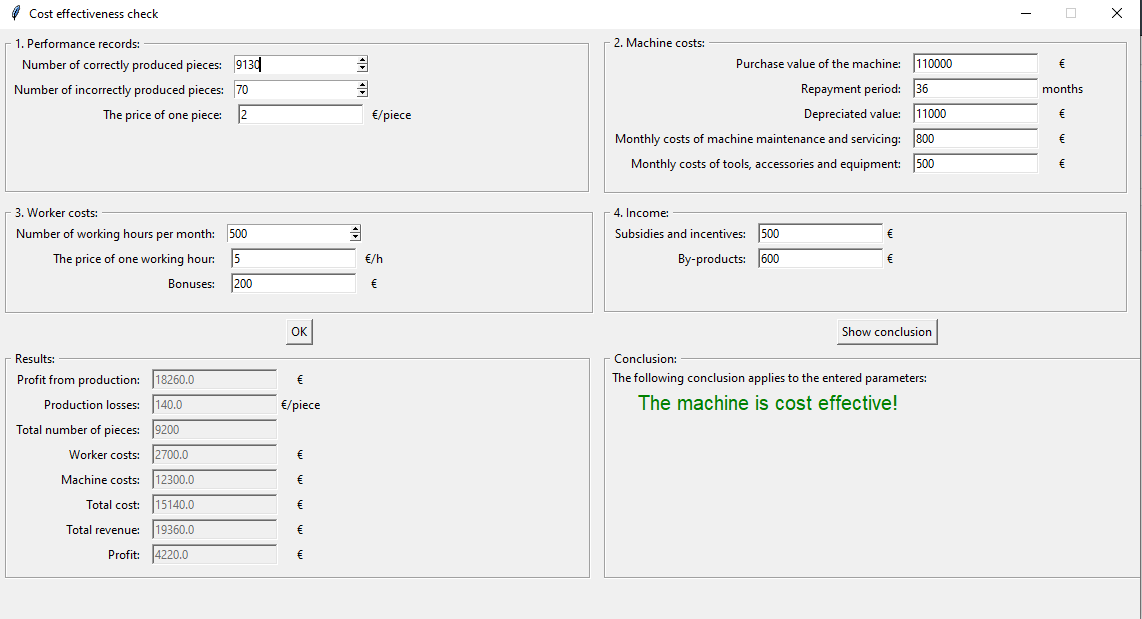 Cost effectiveness check
1. Performance records:
Number of correctly produced pieces: 9130
Number of incorrectly produced pieces: 70
The price of one piece: 2 €/piece
2. Machine costs:
Purchase value of the machine: 110000 €
Repayment period: 36 months
Depreciated value: 11000 €
Monthly costs of machine maintenance and servicing: 800 €
Monthly costs of tools, accessories and equipment: 500 €
3. Worker costs:
Number of working hours per month: 500
The price of one working hour: 5 €/h
Bonuses: 200 €
4. Income:
Subsidies and incentives: 500 €
By-products: 600 €
OK
Show conclusion
Results:
Profit from production: 18260.0 €
Production losses: 140.0 €/piece
Total number of pieces: 9200
Worker costs: 2700.0 €
Machine costs: 12300.0 €
Total cost: 15140.0 €
Total revenue: 19360.0 €
Profit: 4220.0 €
Conclusion:
The following conclusion applies to the entered parameters:
The machine is cost effective!